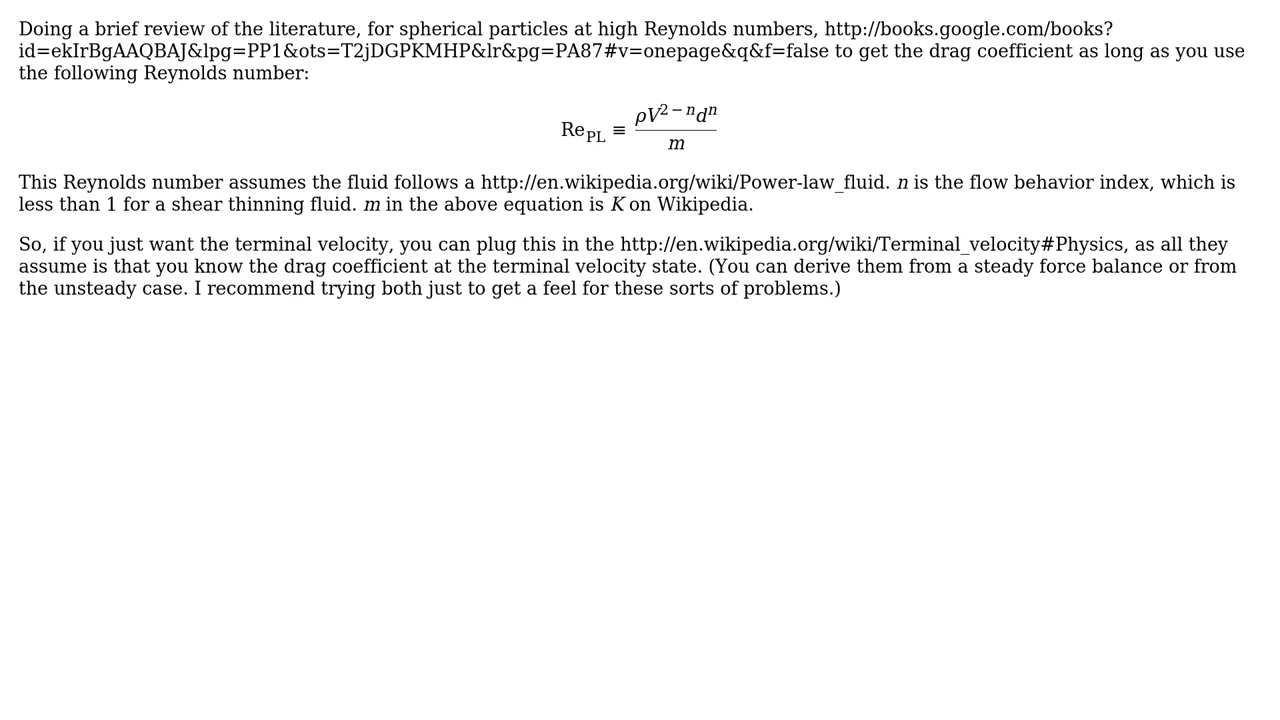 Doing a brief review of the literature, for spherical particles at high Reynolds numbers, http://books.google.com/books?
id=ekIrBgAAQBAJ&lpg=PP1&ots=T2jDGPKMHP&lr&pg=PA87#v=onepage&q&f=false to get the drag coefficient as long as you use
the following Reynolds number:
Re_PL ≡ ρV^{2−n}d^n / m
This Reynolds number assumes the fluid follows a http://en.wikipedia.org/wiki/Power-law_fluid. n is the flow behavior index, which is
less than 1 for a shear thinning fluid. m in the above equation is K on Wikipedia.
So, if you just want the terminal velocity, you can plug this in the http://en.wikipedia.org/wiki/Terminal_velocity#Physics, as all they
assume is that you know the drag coefficient at the terminal velocity state. (You can derive them from a steady force balance or from
the unsteady case. I recommend trying both just to get a feel for these sorts of problems.)